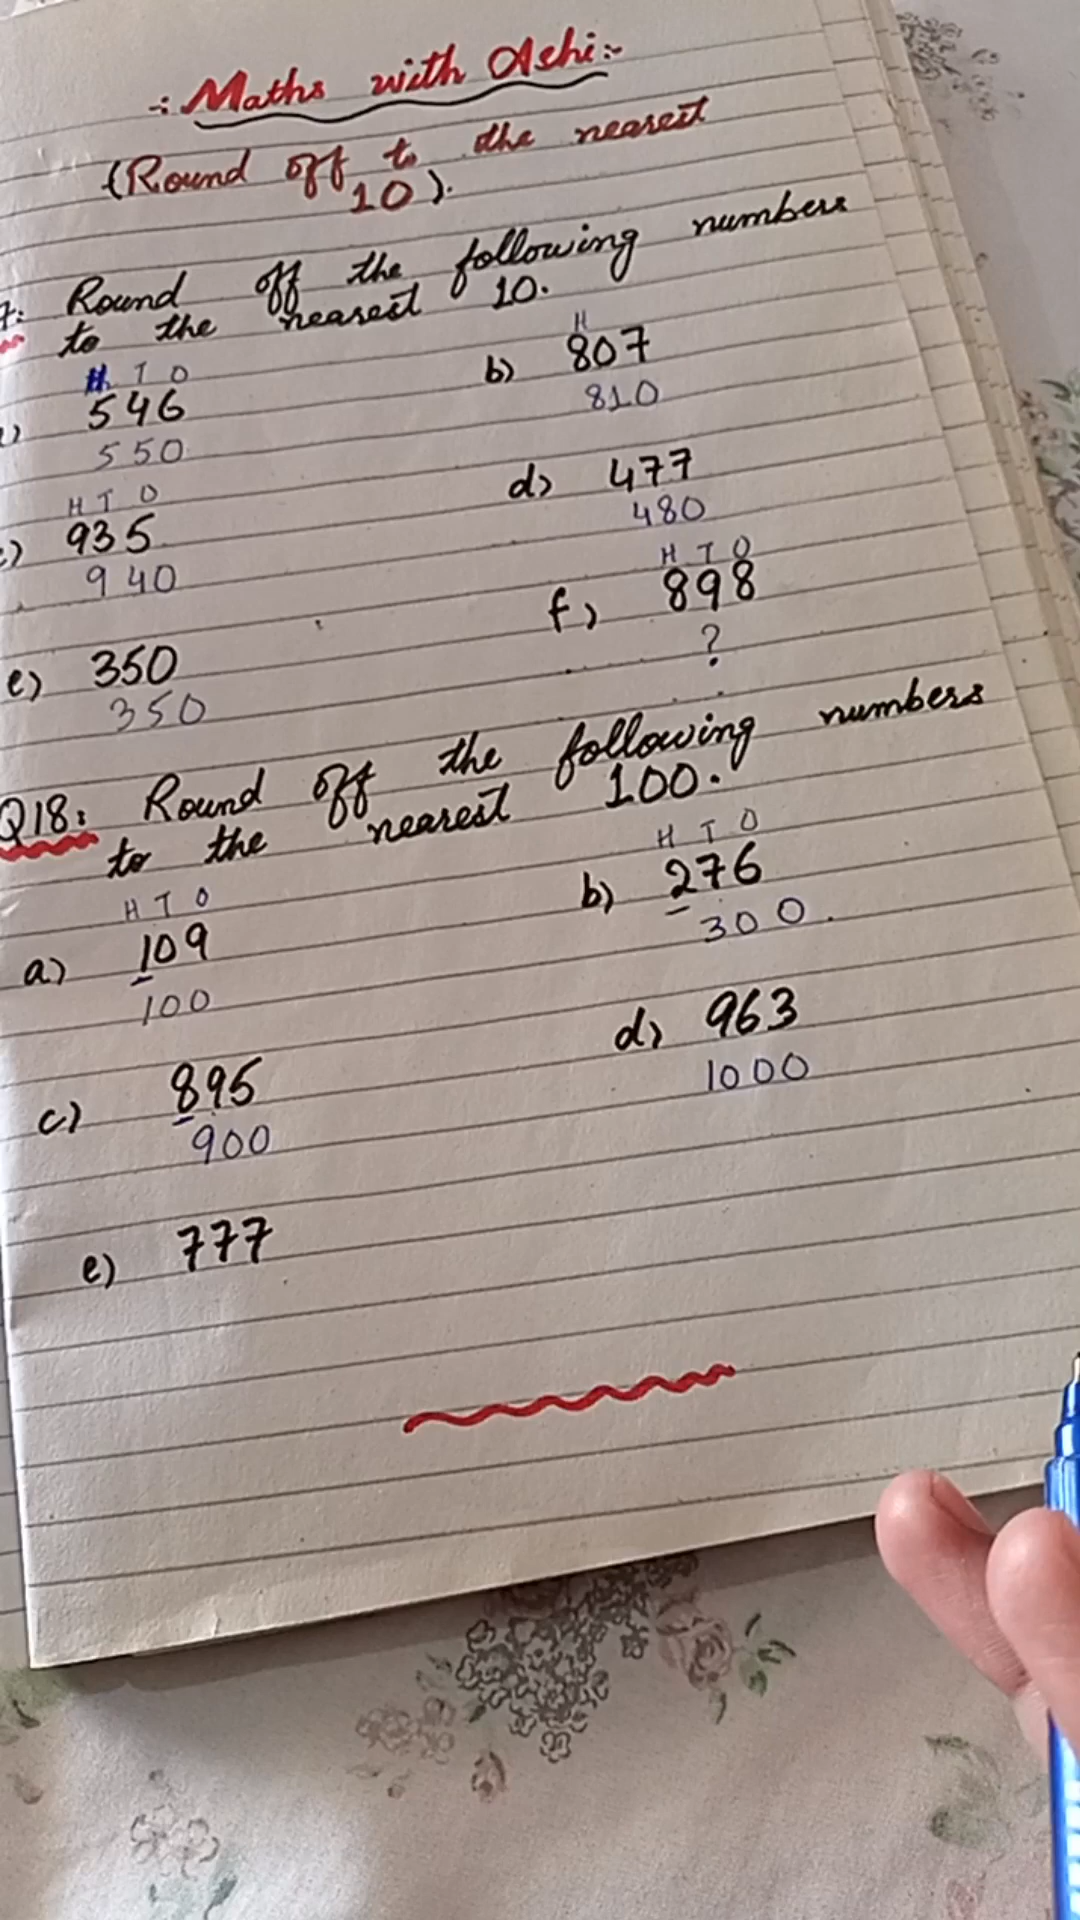 -: Maths with Ashi :-
(Round off to the nearest
10).
7: Round off the following numbers
to the nearest 10.
H T O
546
550
b) H
807
810
H T O
c) 935
940
d) 477
480
e) 350
350
H T O
f) 898
?
Q18: Round off the following numbers
to the nearest 100.
H T O
a) 109
100
H T O
b) 276
300.
c) 895
900
d) 963
1000
e) 777